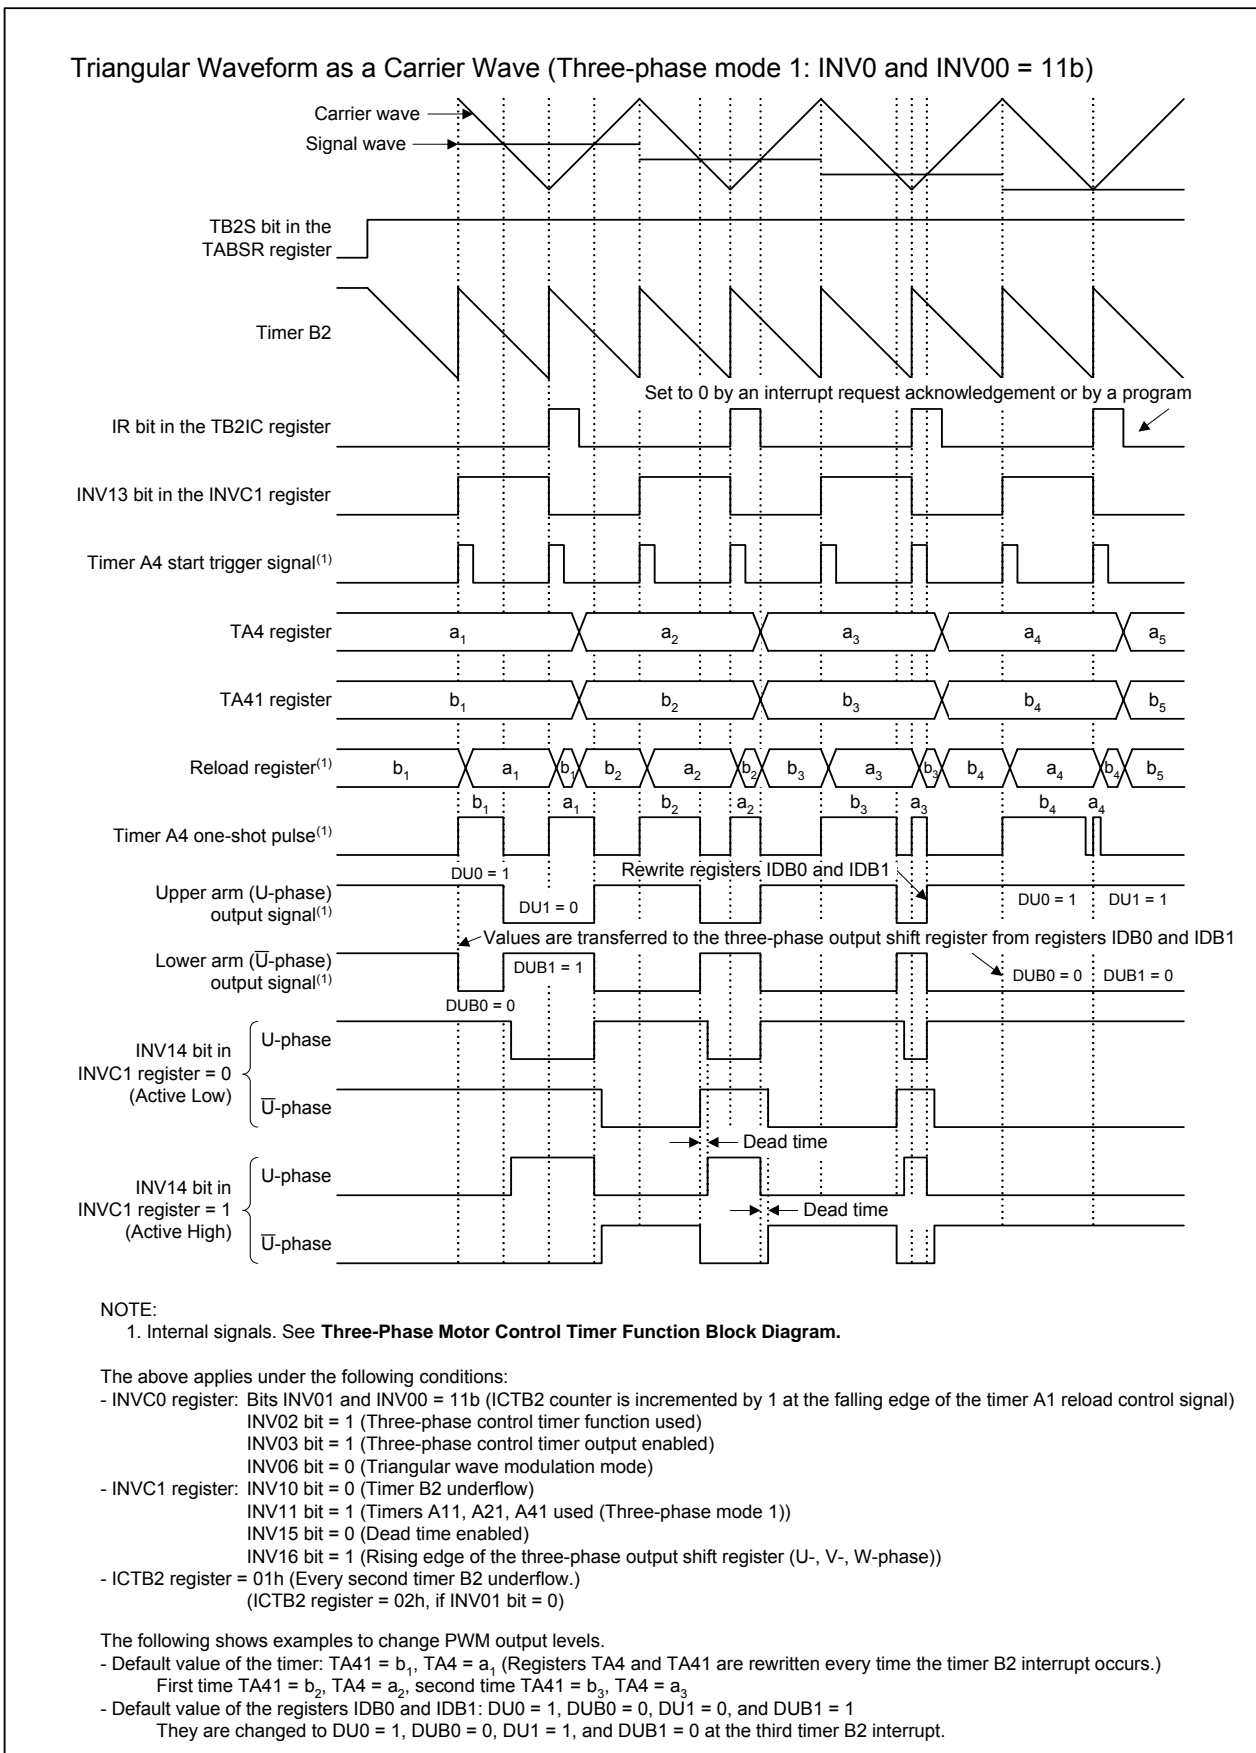 Triangular Waveform as a Carrier Wave (Three-phase mode 1: INV0 and INV00 = 11b)
Carrier wave
Signal wave
TB2S bit in the
TABSR register
Timer B2
Set to 0 by an interrupt request acknowledgement or by a program
IR bit in the TB2IC register
INV13 bit in the INVC1 register
Timer A4 start trigger signal(1)
TA4 register a1 a2 a3 a4 a5
TA41 register b1 b2 b3 b4 b5
Reload register(1) b1 a1 b1 b2 a2 b2 b3 a3 b3 b4 a4 b4 b5
b1 a1 b2 a2 b3 a3 b4 a4
Timer A4 one-shot pulse(1)
DU0 = 1 Rewrite registers IDB0 and IDB1
Upper arm (U-phase)
output signal(1)
DU1 = 0 DU0 = 1 DU1 = 1
Values are transferred to the three-phase output shift register from registers IDB0 and IDB1
Lower arm (U̅-phase)
output signal(1)
DUB1 = 1 DUB0 = 0 DUB1 = 0
DUB0 = 0
INV14 bit in
INVC1 register = 0
(Active Low)
U-phase
U̅-phase
Dead time
INV14 bit in
INVC1 register = 1
(Active High)
U-phase
Dead time
U̅-phase
NOTE:
1. Internal signals. See Three-Phase Motor Control Timer Function Block Diagram.
The above applies under the following conditions:
- INVC0 register: Bits INV01 and INV00 = 11b (ICTB2 counter is incremented by 1 at the falling edge of the timer A1 reload control signal)
INV02 bit = 1 (Three-phase control timer function used)
INV03 bit = 1 (Three-phase control timer output enabled)
INV06 bit = 0 (Triangular wave modulation mode)
- INVC1 register: INV10 bit = 0 (Timer B2 underflow)
INV11 bit = 1 (Timers A11, A21, A41 used (Three-phase mode 1))
INV15 bit = 0 (Dead time enabled)
INV16 bit = 1 (Rising edge of the three-phase output shift register (U-, V-, W-phase))
- ICTB2 register = 01h (Every second timer B2 underflow.)
(ICTB2 register = 02h, if INV01 bit = 0)
The following shows examples to change PWM output levels.
- Default value of the timer: TA41 = b1, TA4 = a1 (Registers TA4 and TA41 are rewritten every time the timer B2 interrupt occurs.)
First time TA41 = b2, TA4 = a2, second time TA41 = b3, TA4 = a3
- Default value of the registers IDB0 and IDB1: DU0 = 1, DUB0 = 0, DU1 = 0, and DUB1 = 1
They are changed to DU0 = 1, DUB0 = 0, DU1 = 1, and DUB1 = 0 at the third timer B2 interrupt.